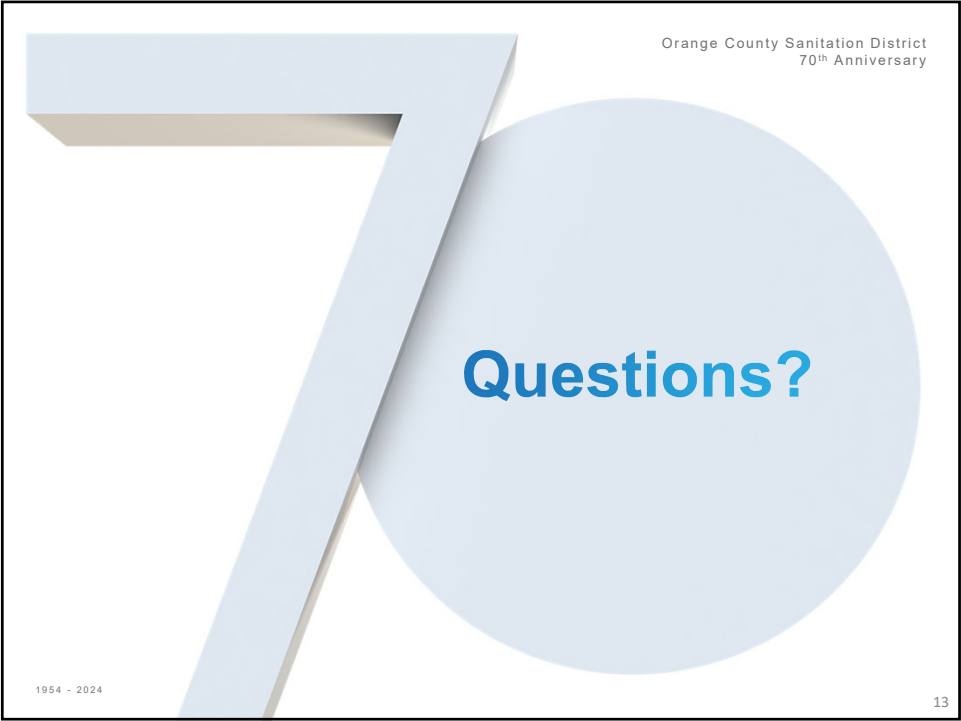 Orange County Sanitation District
70th Anniversary
Questions?
1954 - 2024
13